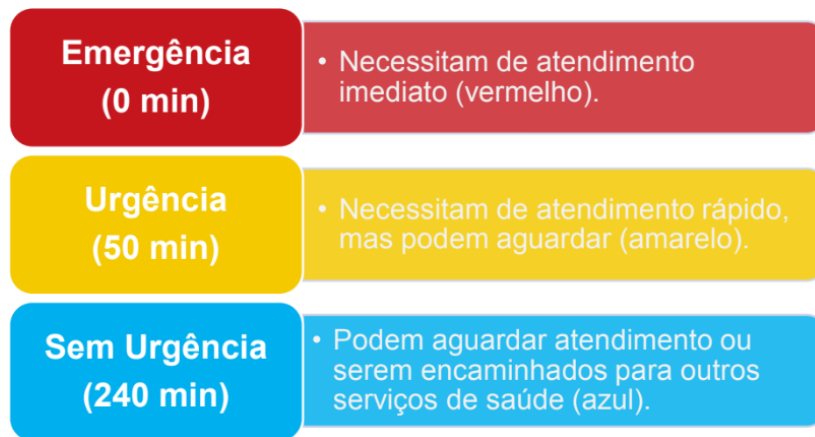 Emergência
(0 min)
• Necessitam de atendimento
imediato (vermelho).
Urgência
(50 min)
• Necessitam de atendimento rápido,
mas podem aguardar (amarelo).
Sem Urgência
(240 min)
• Podem aguardar atendimento ou
serem encaminhados para outros
serviços de saúde (azul).